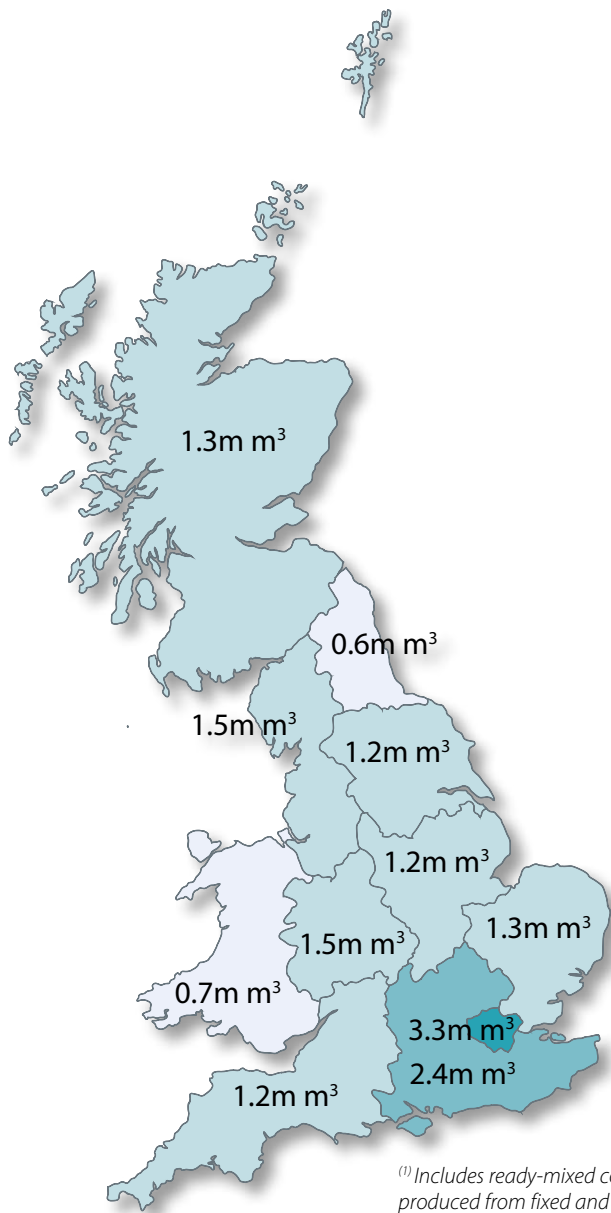 1.3m m³
0.6m m³
1.5m m³
1.2m m³
1.2m m³
1.3m m³
1.5m m³
0.7m m³
3.3m m³
2.4m m³
1.2m m³
(1) Includes ready-mixed
produced from fixed and